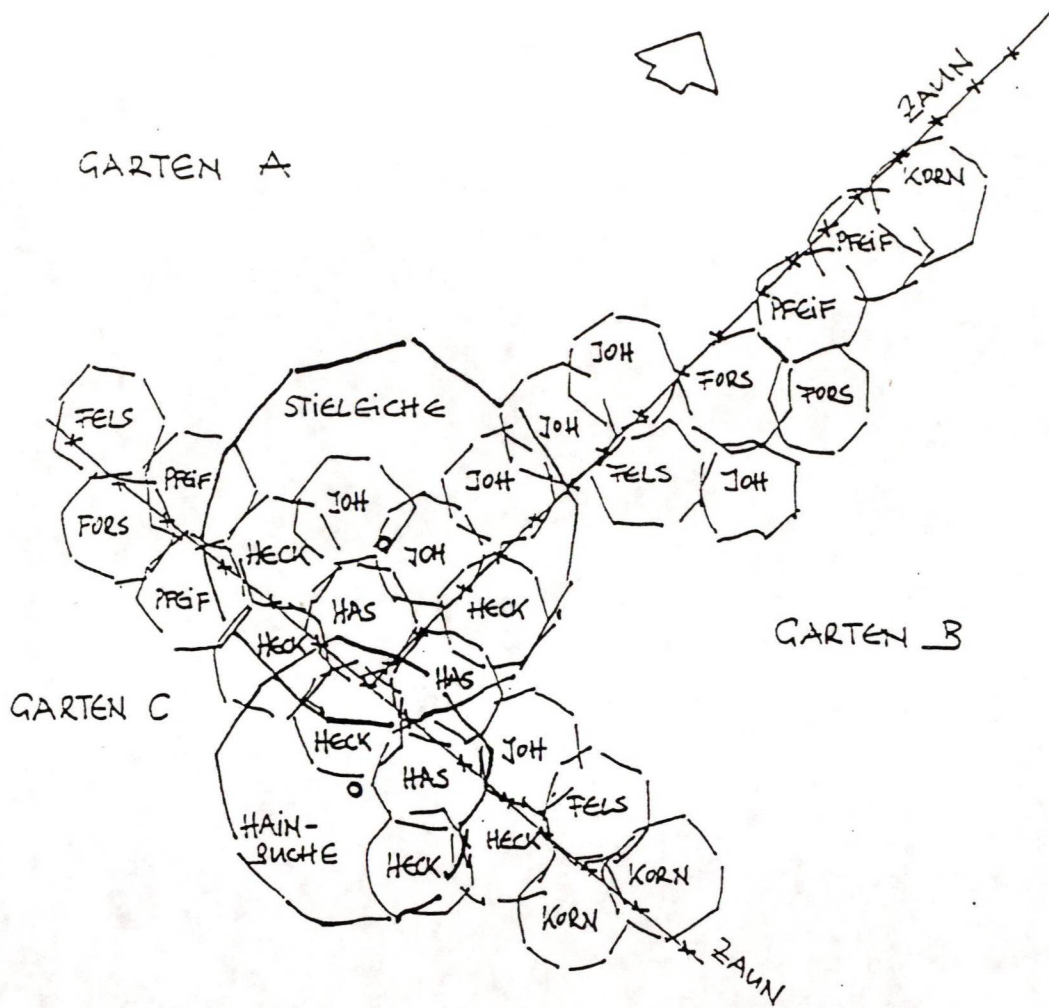 ZAUN
GARTEN A
KORN
PFEIF
PFEIF
JOH
FORS
FORS
STIELEICHE
FELS
JOH
FELS
JOH
PFEIF
JOH
JOH
FORS
HECK
JOH
PFEIF
HAS
HECK
GARTEN B
HECK
HAS
GARTEN C
HECK
JOH
HAS
FELS
HAIN-
BUCHE
HECK
HECK
KORN
KORN
ZAUN